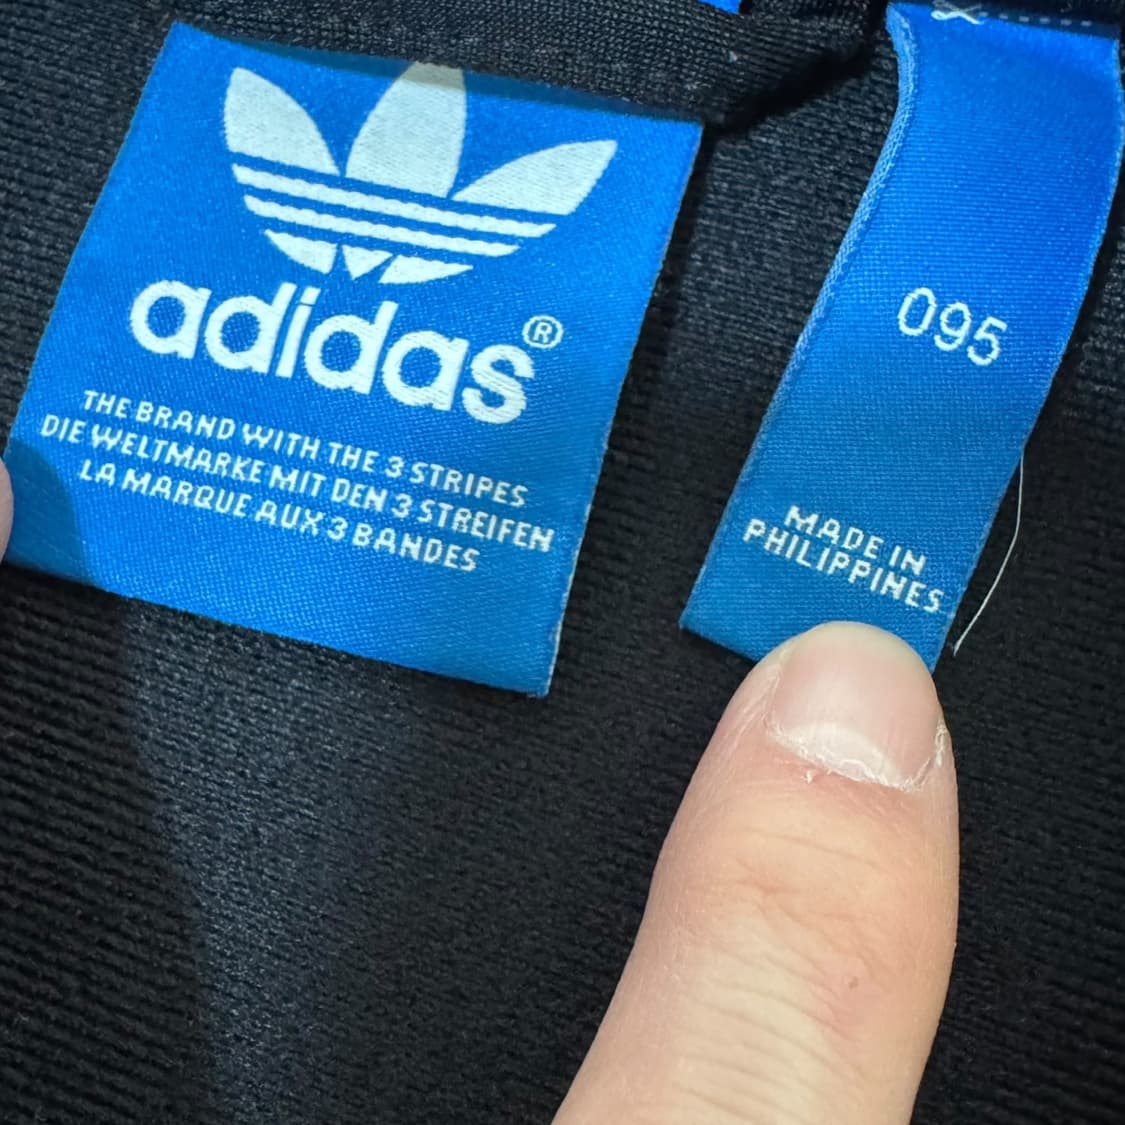 adidas®
THE BRAND WITH THE 3 STRIPES
DIE WELTMARKE MIT DEN 3 STREIFEN
LA MARQUE AUX 3 BANDES
095
MADE IN
PHILIPPINES